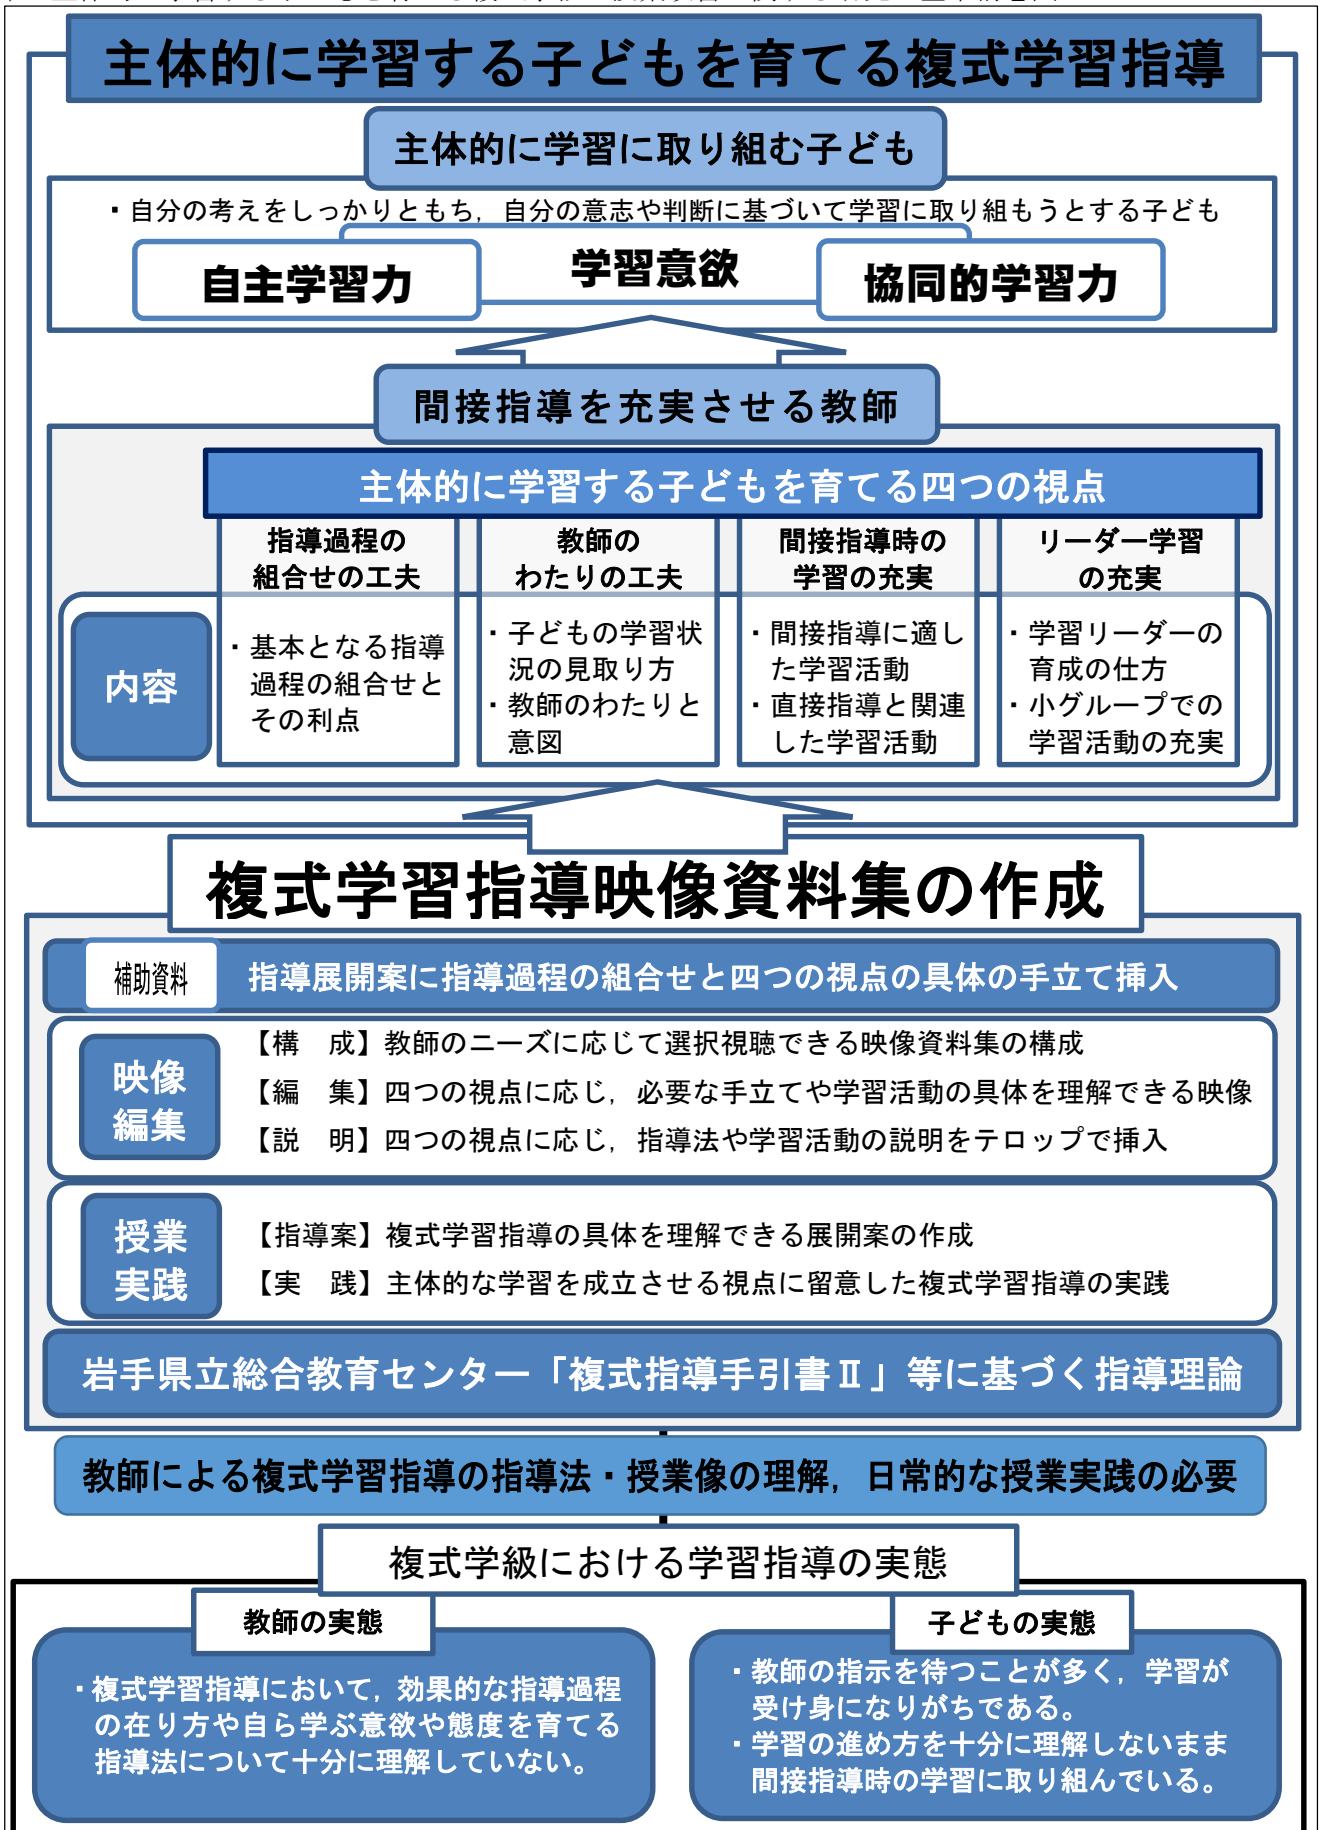 主体的に学習する子どもを育てる複式学習指導
主体的に学習に取り組む子ども
・自分の考えをしっかりともち，自分の意志や判断に基づいて学習に取り組もうとする子ども
自主学習力
学習意欲
協同的学習力
間接指導を充実させる教師
主体的に学習する子どもを育てる四つの視点
指導過程の
組合せの工夫
教師の
わたりの工夫
間接指導時の
学習の充実
リーダー学習
の充実
内容
・基本となる指導
過程の組合せと
その利点
・子どもの学習状
況の見取り方
・教師のわたりと
意図
・間接指導に適し
た学習活動
・直接指導と関連
した学習活動
・学習リーダーの
育成の仕方
・小グループでの
学習活動の充実
複式学習指導映像資料集の作成
補助資料
指導展開案に指導過程の組合せと四つの視点の具体の手立て挿入
映像
編集
【構　成】教師のニーズに応じて選択視聴できる映像資料集の構成
【編　集】四つの視点に応じ，必要な手立てや学習活動の具体を理解できる映像
【説　明】四つの視点に応じ，指導法や学習活動の説明をテロップで挿入
授業
実践
【指導案】複式学習指導の具体を理解できる展開案の作成
【実　践】主体的な学習を成立させる視点に留意した複式学習指導の実践
岩手県立総合教育センター「複式指導手引書Ⅱ」等に基づく指導理論
教師による複式学習指導の指導法・授業像の理解，日常的な授業実践の必要
複式学級における学習指導の実態
教師の実態
・複式学習指導において，効果的な指導過程
の在り方や自ら学ぶ意欲や態度を育てる
指導法について十分に理解していない。
子どもの実態
・教師の指示を待つことが多く，学習が
受け身になりがちである。
・学習の進め方を十分に理解しないまま
間接指導時の学習に取り組んでいる。